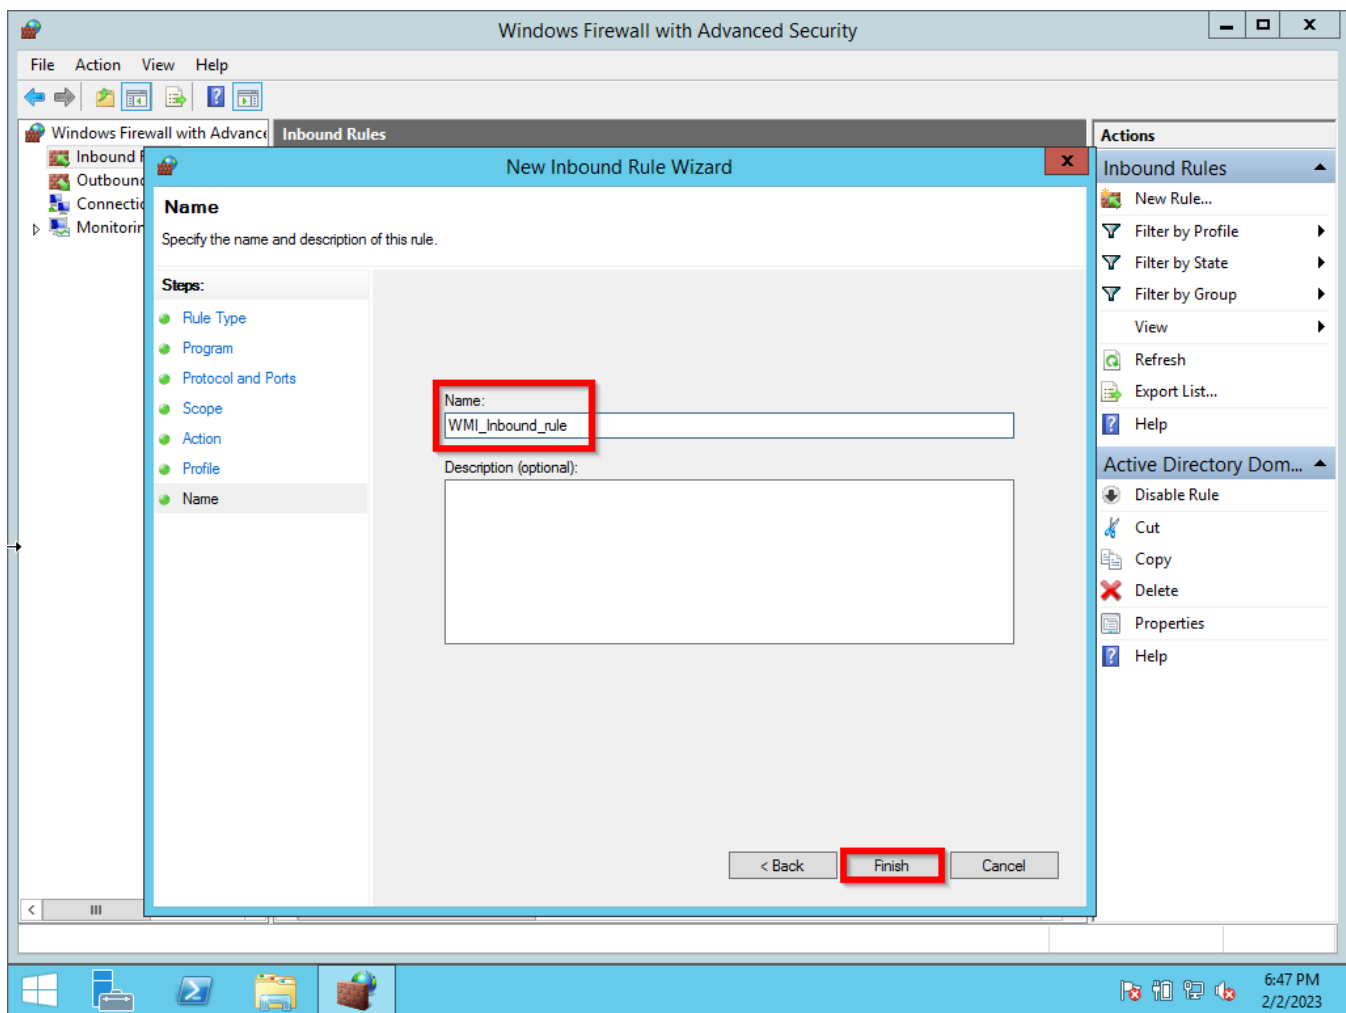 Windows Firewall with Advanced Security
File Action View Help
Windows Firewall with Advance
Inbound
Outbound
Monitorin
Inbound Rules
New Inbound Rule Wizard
Name
Specify the name and description of this rule.
Steps:
Rule Type
Program
Protocol and Ports
Scope
Action
Profile
Name
Name:
WMI_Inbound_rule
Description (optional):
< Back
Finish
Cancel
Actions
Inbound Rules
New Rule...
Filter by Profile
Filter by State
Filter by Group
View
Refresh
Export List...
Help
Active Directory Dom...
Disable Rule
Cut
Copy
Delete
Properties
Help
6:47 PM
2/2/2023